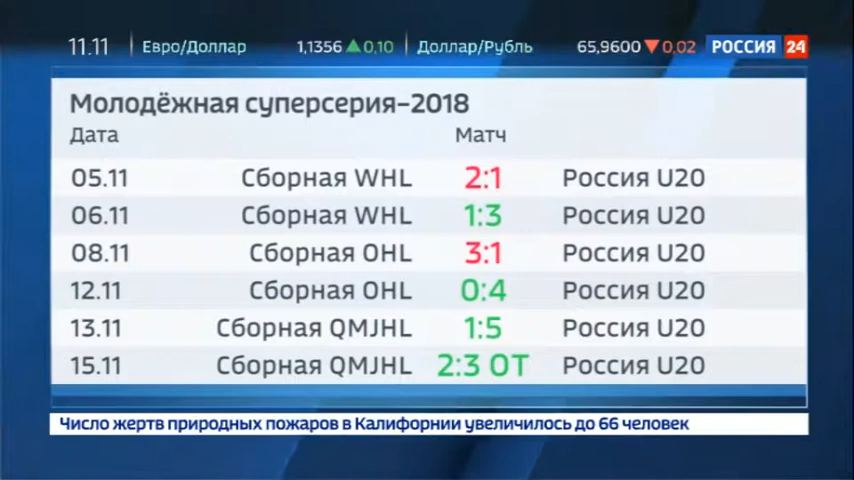 11.11 Евро/Доллар 1,1356 ▲0,10 Доллар/Рубль 65,9600 ▼0,02 РОССИЯ 24
Молодёжная суперсерия-2018
Дата Матч
05.11 Сборная WHL 2:1 Россия U20
06.11 Сборная WHL 1:3 Россия U20
08.11 Сборная OHL 3:1 Россия U20
12.11 Сборная OHL 0:4 Россия U20
13.11 Сборная QMJHL 1:5 Россия U20
15.11 Сборная QMJHL 2:3 ОТ Россия U20
Число жертв природных пожаров в Калифорнии увеличилось до 66 человек